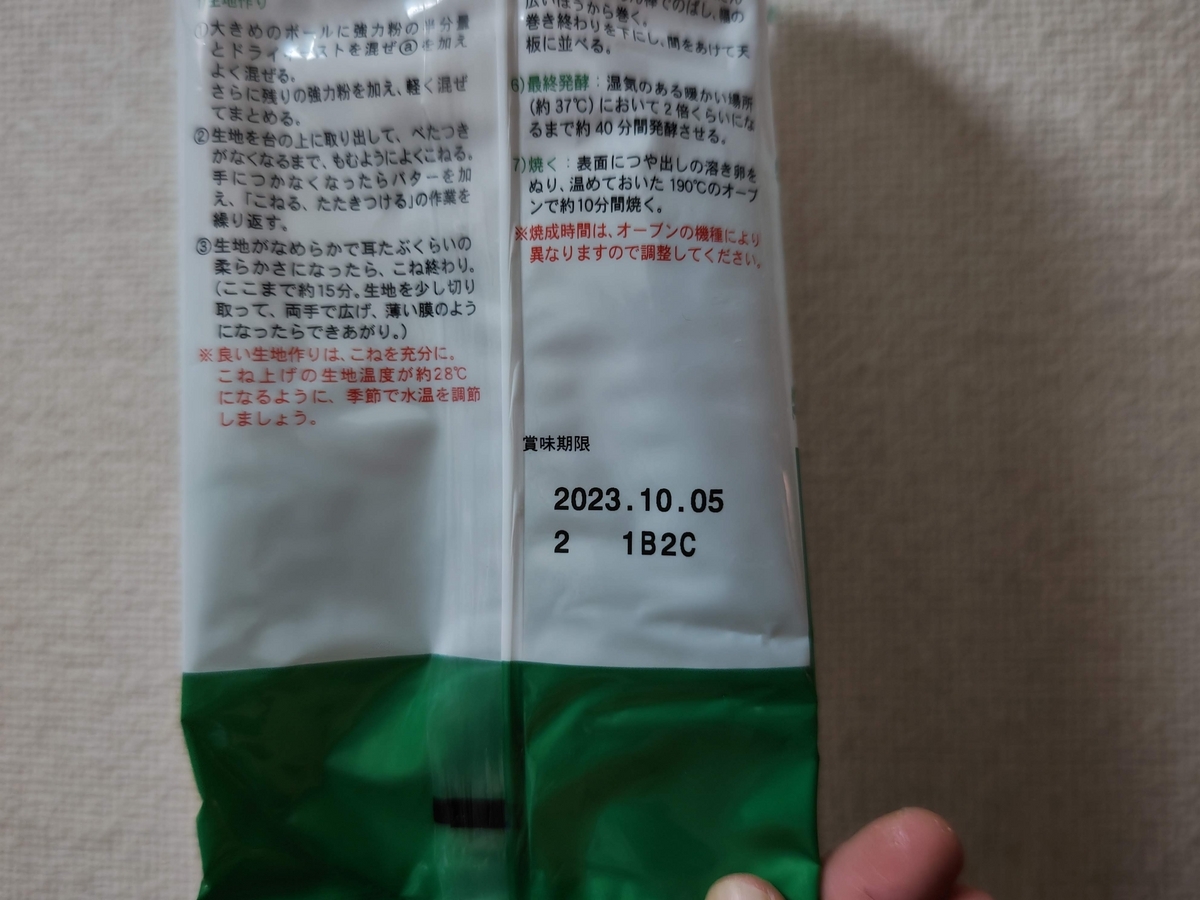 1生地作り
①大きめのボールに強力粉の半分量
とドライイーストを混ぜⓐを加え
よく混ぜる。
さらに残りの強力粉を加え、軽く混ぜ
てまとめる。
②生地を台の上に取り出して、べたつき
がなくなるまで、もむようによくこねる。
手につかなくなったらバターを加
え、「こねる、たたきつける」の作業を
繰り返す。
③生地がなめらかで耳たぶくらいの
柔らかさになったら、こね終わり。
(ここまで約15分。生地を少し切り
取って、両手で広げ、薄い膜のよう
になったらできあがり。)
※良い生地作りは、こねを充分に。
こね上げの生地温度が約28℃
になるように、季節で水温を調節
しましょう。
広いほうから巻く。
巻き終わりを下にし、間をあけて天
板に並べる。
6)最終発酵：湿気のある暖かい場所
(約37℃)において2倍くらいにな
るまで約40分間発酵させる。
7)焼く：表面につや出しの溶き卵を
ぬり、温めておいた190℃のオーブ
ンで約10分間焼く。
※焼成時間は、オーブンの機種により
異なりますので調整してください。
賞味期限
2023.10.05
2 1B2C